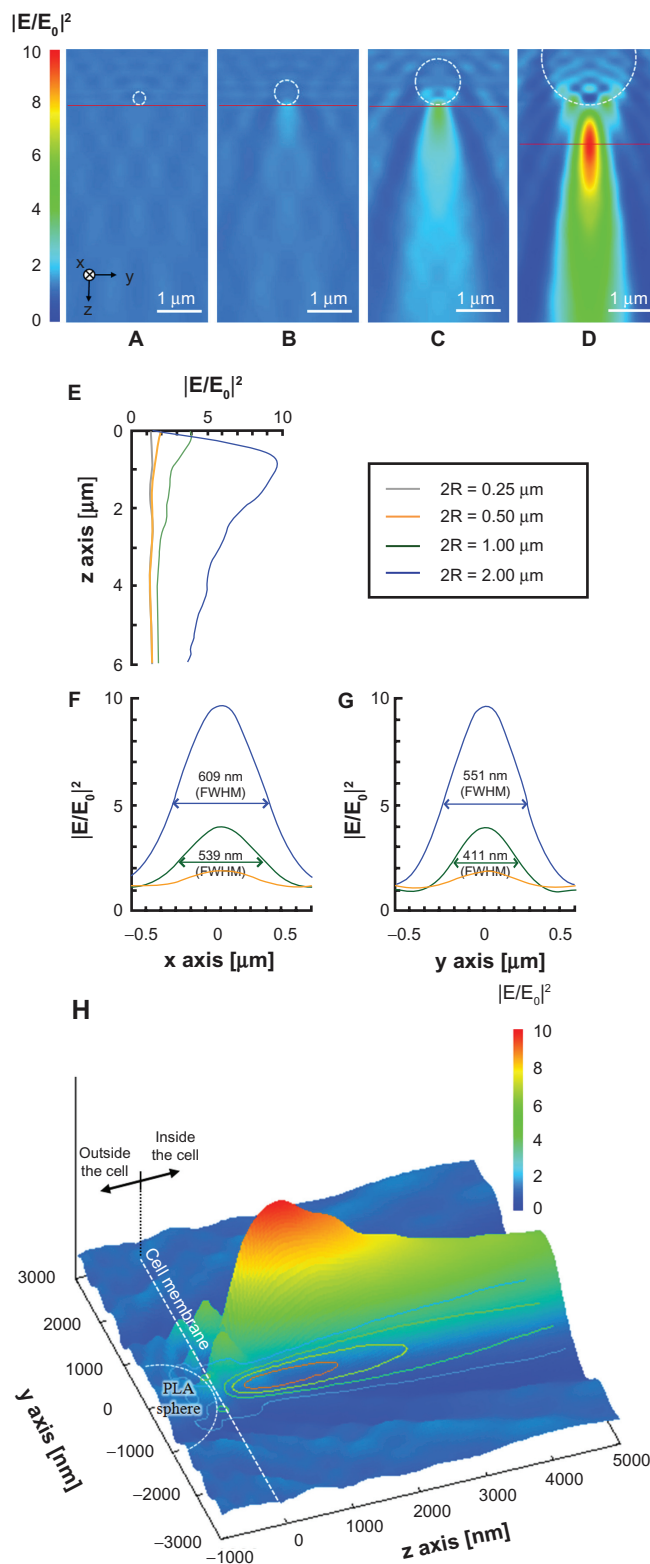 |E/E0|²
10
8
6
4
2
0
x
y
z
1 μm
1 μm
1 μm
1 μm
A
B
C
D
E
|E/E0|²
0 5 10
z axis [μm]
0
2
4
6
2R = 0.25 μm
2R = 0.50 μm
2R = 1.00 μm
2R = 2.00 μm
F
|E/E0|²
10
5
0
609 nm
(FWHM)
539 nm
(FWHM)
–0.5 0 0.5
x axis [μm]
G
|E/E0|²
10
5
0
551 nm
(FWHM)
411 nm
(FWHM)
–0.5 0 0.5
y axis [μm]
H
|E/E0|²
10
8
6
4
2
0
Outside
the cell
Inside
the cell
Cell membrane
PLA
sphere
3000
2000
1000
0
–1000
–2000
–3000
y axis [nm]
–1000
0
1000
2000
3000
4000
5000
z axis [nm]